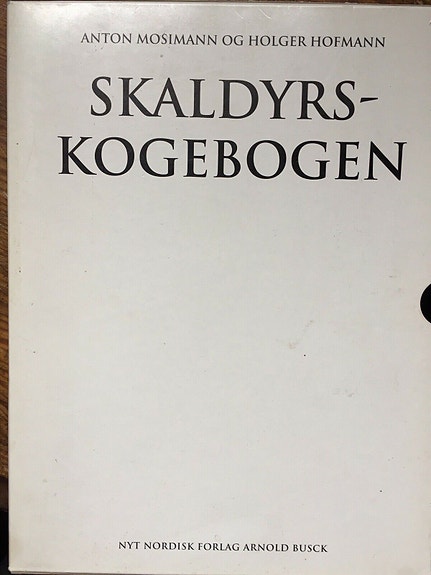 ANTON MOSIMANN OG HOLGER HOFMANN
SKALDYRS-
KOGEBOGEN
NYT NORDISK FORLAG ARNOLD BUSCK